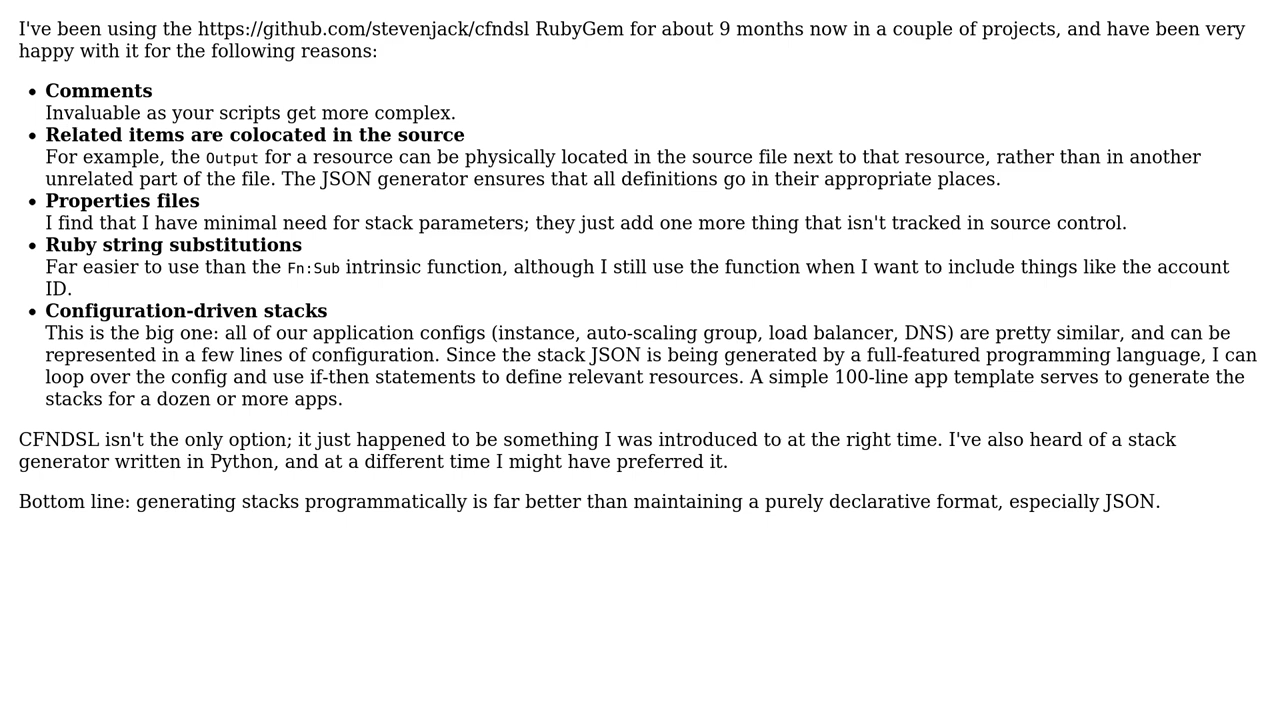 I've been using the https://github.com/stevenjack/cfndsl RubyGem for about 9 months now in a couple of projects, and have been very
happy with it for the following reasons:
• Comments
Invaluable as your scripts get more complex.
• Related items are colocated in the source
For example, the Output for a resource can be physically located in the source file next to that resource, rather than in another
unrelated part of the file. The JSON generator ensures that all definitions go in their appropriate places.
• Properties files
I find that I have minimal need for stack parameters; they just add one more thing that isn't tracked in source control.
• Ruby string substitutions
Far easier to use than the Fn:Sub intrinsic function, although I still use the function when I want to include things like the account
ID.
• Configuration-driven stacks
This is the big one: all of our application configs (instance, auto-scaling group, load balancer, DNS) are pretty similar, and can be
represented in a few lines of configuration. Since the stack JSON is being generated by a full-featured programming language, I can
loop over the config and use if-then statements to define relevant resources. A simple 100-line app template serves to generate the
stacks for a dozen or more apps.
CFNDSL isn't the only option; it just happened to be something I was introduced to at the right time. I've also heard of a stack
generator written in Python, and at a different time I might have preferred it.
Bottom line: generating stacks programmatically is far better than maintaining a purely declarative format, especially JSON.